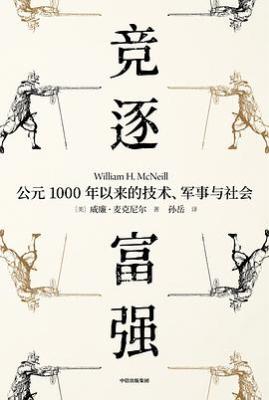 竞
逐
William H. McNeill
公元 1000 年以来的技术、军事与社会
[美] 威廉·麦克尼尔 著 孙岳 译
富
强
中信出版集团